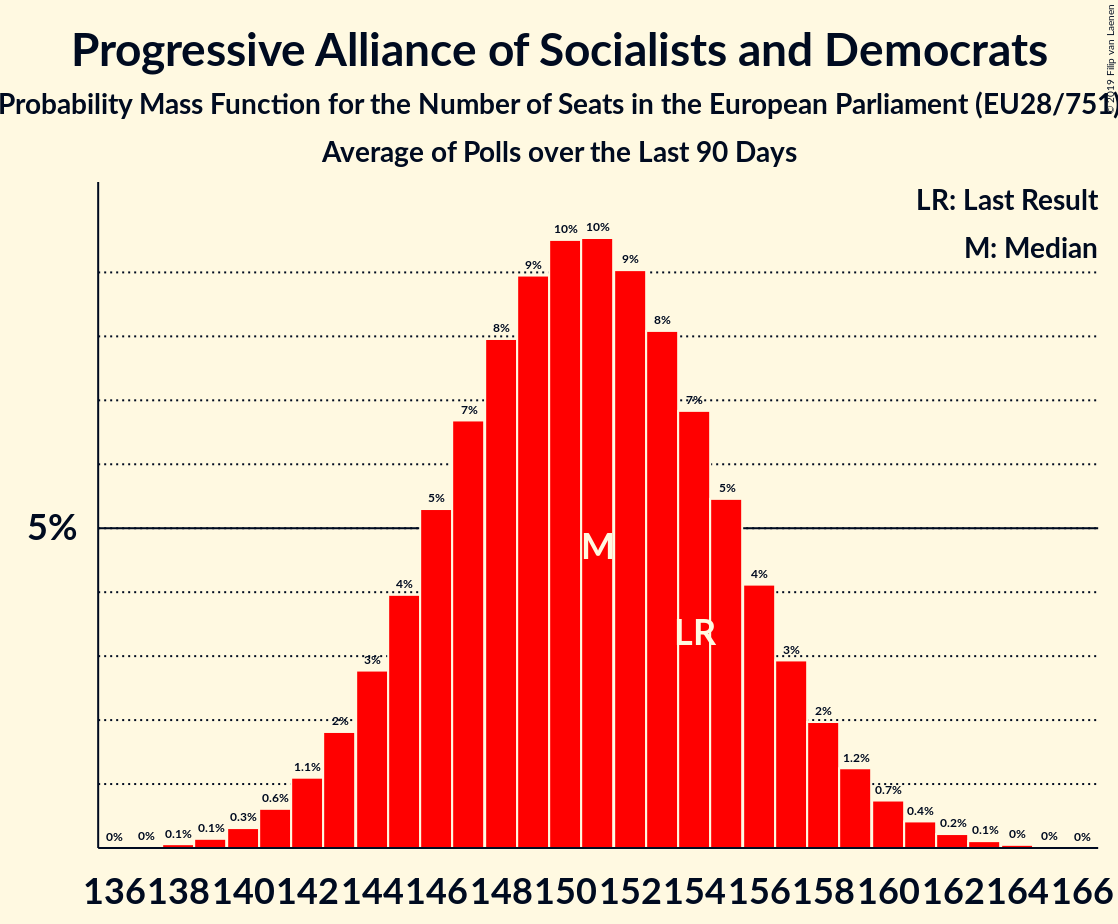 Progressive Alliance of Socialists and Democrats
Probability Mass Function for the Number of Seats in the European Parliament (EU28/751)
Average of Polls over the Last 90 Days
© 2019 Filip van Laenen
LR: Last Result
M: Median
5%
0% 0% 0.1% 0.1% 0.3% 0.6% 1.1% 2% 3% 4% 5% 7% 8% 9% 10% 10% 9% 8% 7% 5% 4% 3% 2% 1.2% 0.7% 0.4% 0.2% 0.1% 0% 0% 0%
M
LR
136 138 140 142 144 146 148 150 152 154 156 158 160 162 164 166